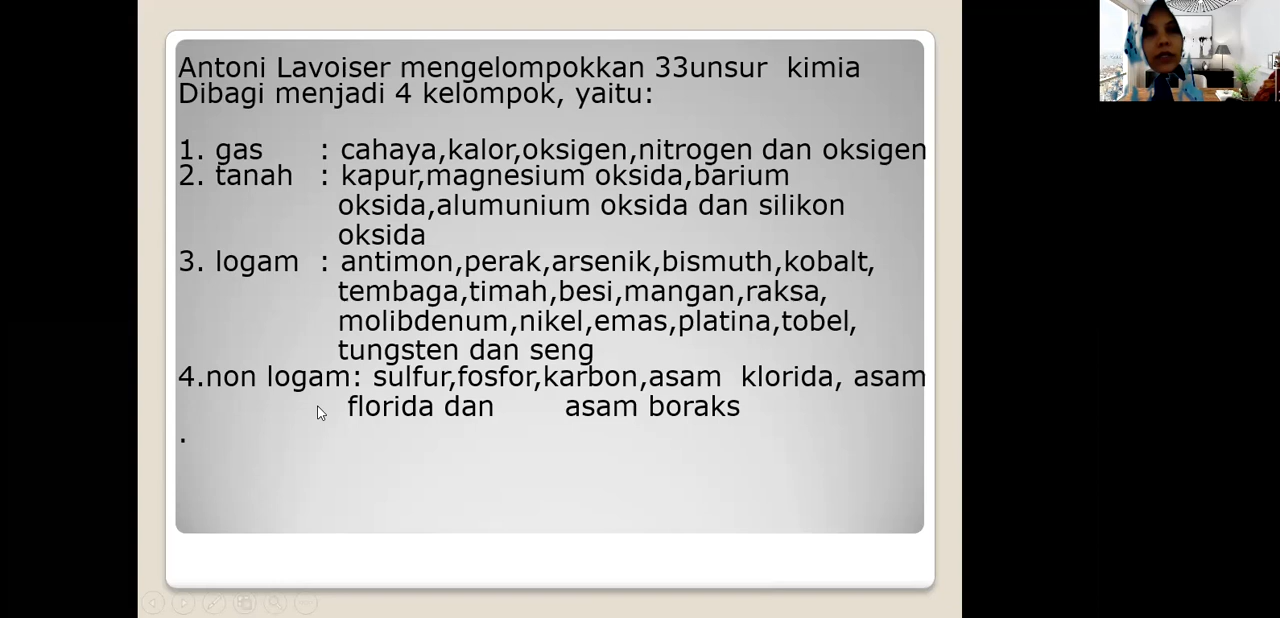 Antoni Lavoiser mengelompokkan 33unsur kimia
Dibagi menjadi 4 kelompok, yaitu:
1. gas : cahaya,kalor,oksigen,nitrogen dan oksigen
2. tanah : kapur,magnesium oksida,barium
oksida,alumunium oksida dan silikon
oksida
3. logam : antimon,perak,arsenik,bismuth,kobalt,
tembaga,timah,besi,mangan,raksa,
molibdenum,nikel,emas,platina,tobel,
tungsten dan seng
4.non logam: sulfur,fosfor,karbon,asam klorida, asam
florida dan asam boraks
.